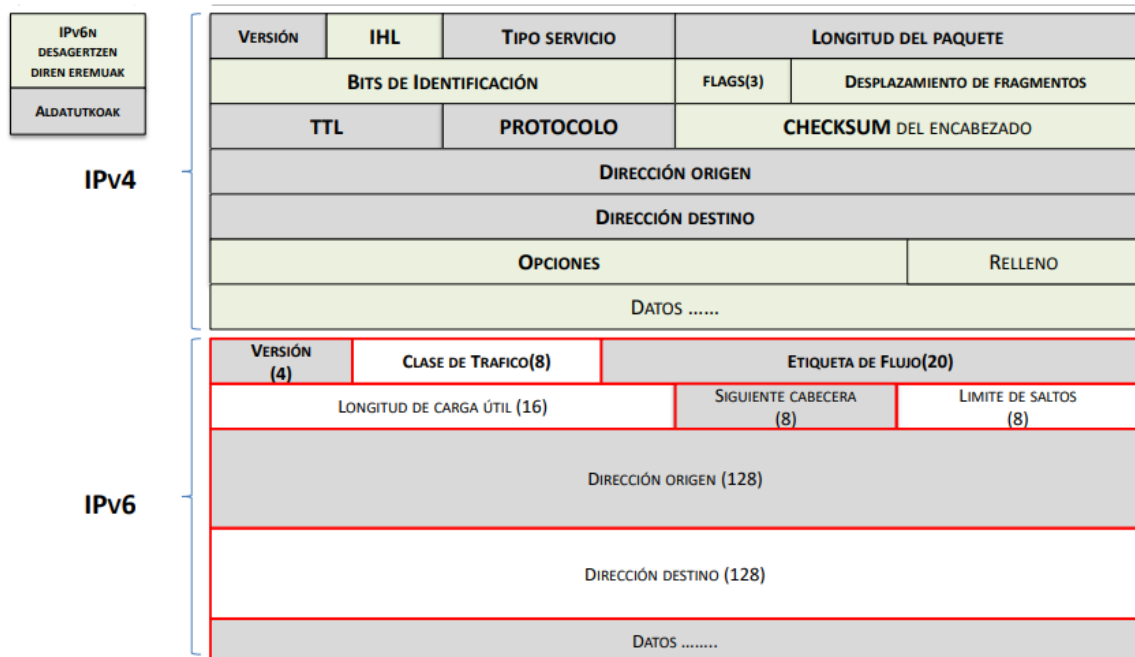 IPv6N
DESAGERTZEN
DIREN EREMUAK
ALDATUTKOAK
VERSIÓN IHL TIPO SERVICIO LONGITUD DEL PAQUETE
BITS DE IDENTIFICACIÓN FLAGS(3) DESPLAZAMIENTO DE FRAGMENTOS
TTL PROTOCOLO CHECKSUM DEL ENCABEZADO
IPV4
DIRECCIÓN ORIGEN
DIRECCIÓN DESTINO
OPCIONES RELLENO
DATOS ......
VERSIÓN
(4)
CLASE DE TRAFICO(8) ETIQUETA DE FLUJO(20)
LONGITUD DE CARGA ÚTIL (16)
SIGUIENTE CABECERA
(8)
LIMITE DE SALTOS
(8)
IPV6
DIRECCIÓN ORIGEN (128)
DIRECCIÓN DESTINO (128)
DATOS ........